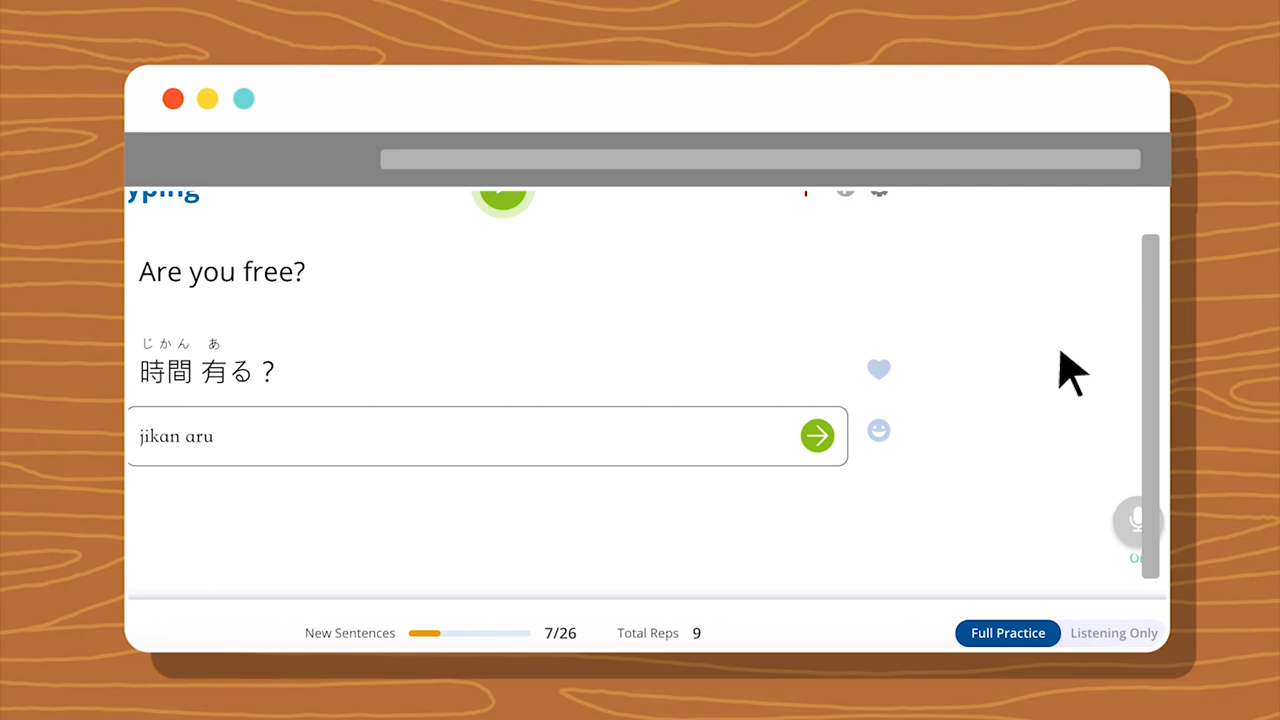 yping
Are you free?
じかん あ
時間 有る？
jikan aru
New Sentences 7/26 Total Reps 9 Full Practice Listening Only